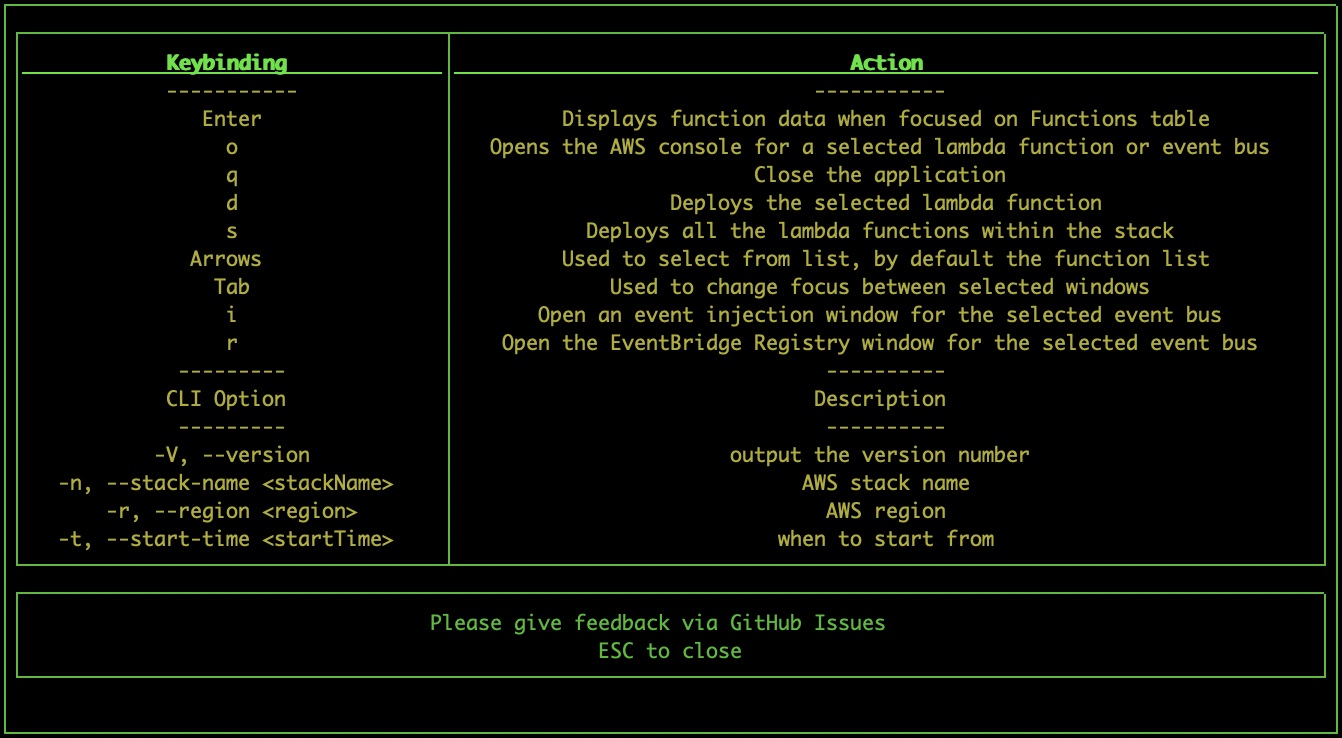 Keybinding Action
----------- -----------
Enter Displays function data when focused on Functions table
o Opens the AWS console for a selected lambda function or event bus
q Close the application
d Deploys the selected lambda function
s Deploys all the lambda functions within the stack
Arrows Used to select from list, by default the function list
Tab Used to change focus between selected windows
i Open an event injection window for the selected event bus
r Open the EventBridge Registry window for the selected event bus
--------- ----------
CLI Option Description
--------- ----------
-V, --version output the version number
-n, --stack-name <stackName> AWS stack name
-r, --region <region> AWS region
-t, --start-time <startTime> when to start from
Please give feedback via GitHub Issues
ESC to close